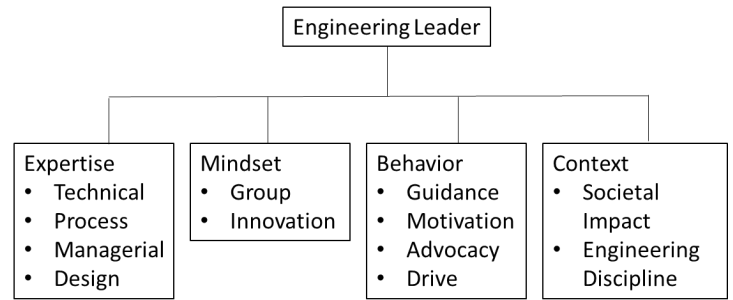 Engineering Leader
Expertise
• Technical
• Process
• Managerial
• Design
Mindset
• Group
• Innovation
Behavior
• Guidance
• Motivation
• Advocacy
• Drive
Context
• Societal
Impact
• Engineering
Discipline